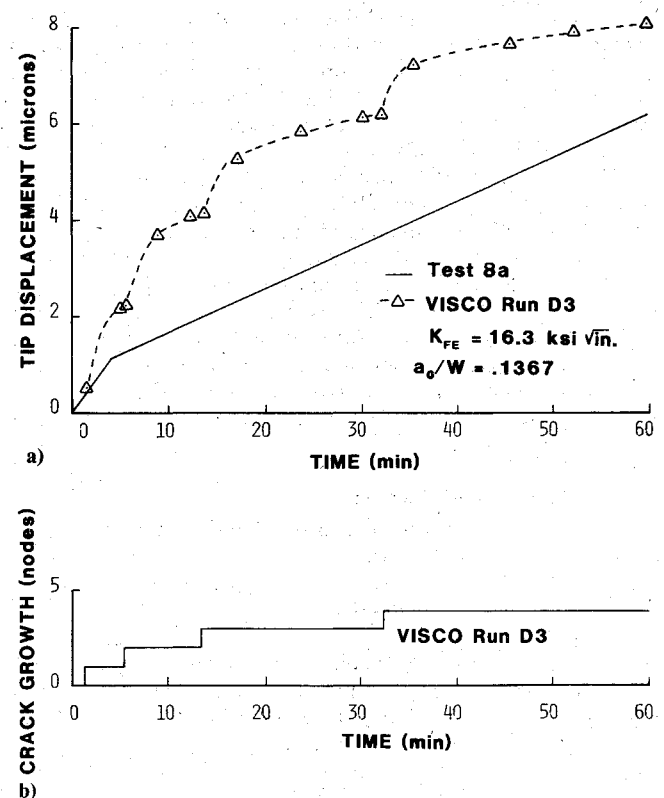 8
6
4
2
0
TIP DISPLACEMENT (microns)
Test 8a
VISCO Run D3
K_FE = 16.3 ksi √in.
a_0/W = .1367
0 10 20 30 40 50 60
a)
TIME (min)
5
0
CRACK GROWTH (nodes)
VISCO Run D3
0 10 20 30 40 50 60
TIME (min)
b)